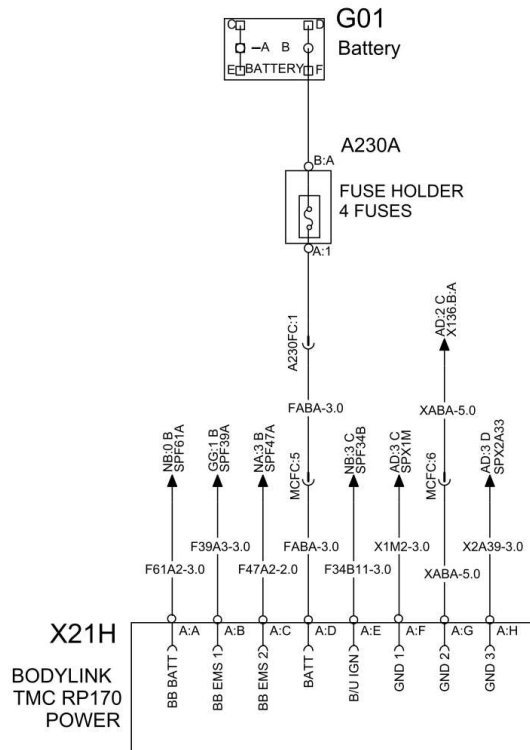 G01
Battery
C D
A B
E BATTERY F
B:A
A230A
FUSE HOLDER
4 FUSES
A:1
A230FC:1
AD:2 C
X136.B:A
FABA-3.0
XABA-5.0
NB:0 B
SPF61A
GG:1 B
SPF39A
NA:3 B
SPF47A
MCFC:5
NB:3 C
SPF34B
AD:3 C
SPX1M
MCFC:6
AD:3 D
SPX2A33
F61A2-3.0
F39A3-3.0
F47A2-2.0
FABA-3.0
F34B11-3.0
X1M2-3.0
XABA-5.0
X2A39-3.0
X21H
A:A A:B A:C A:D A:E A:F A:G A:H
BODYLINK
TMC RP170
POWER
BB BATT
BB EMS 1
BB EMS 2
BATT
B/U IGN
GND 1
GND 2
GND 3